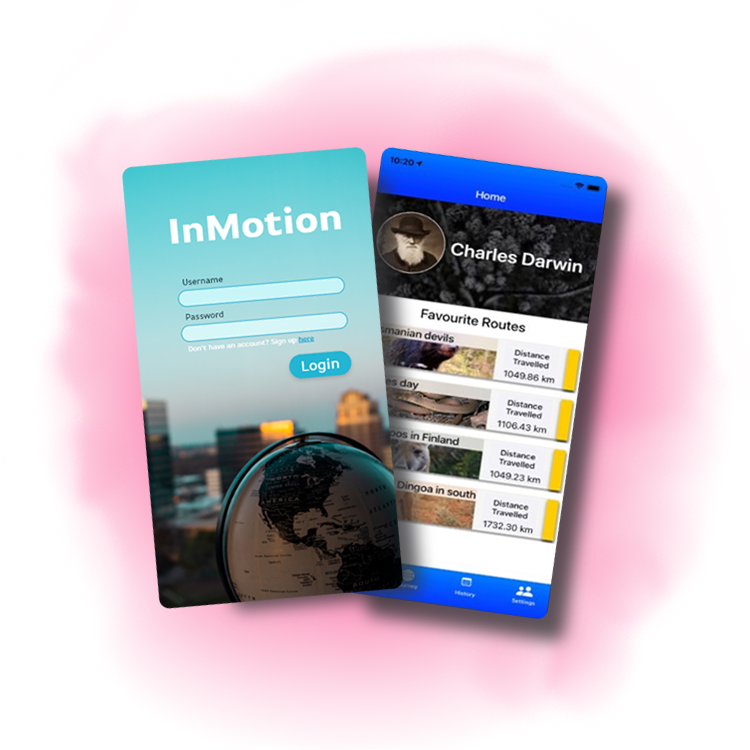 InMotion
Username
Password
Don't have an account? Sign up here
Login
10:20
Home
Charles Darwin
Favourite Routes
smanian devils
Distance
Travelled
1049.86 km
es day
Distance
Travelled
1106.43 km
pos in Finland
Distance
Travelled
1049.23 km
Dingoa in south
Distance
Travelled
1732.30 km
History
Settings